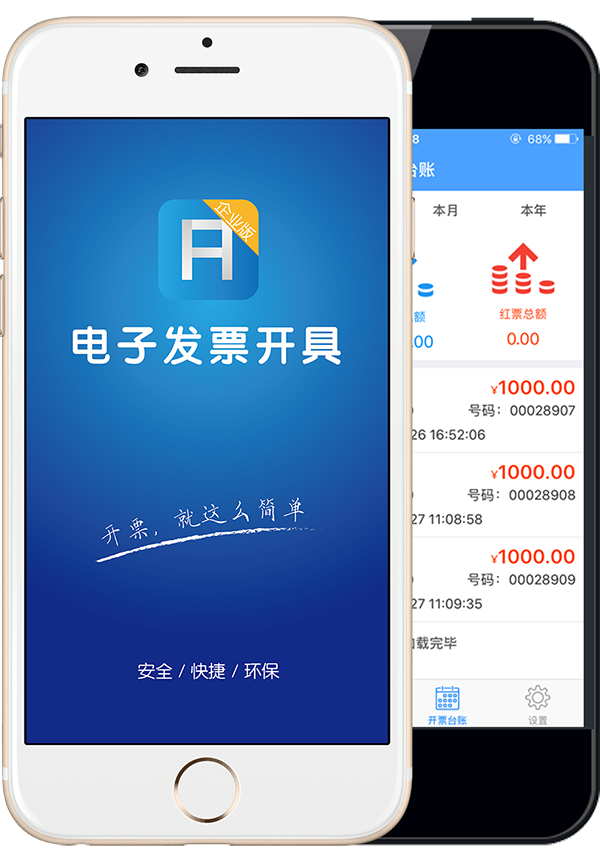 企业版
电子发票开具
开票，就这么简单
安全 / 快捷 / 环保
8 68%
台账
本月 本年
额 红票总额
.00 0.00
¥1000.00
号码：00028907
26 16:52:06
¥1000.00
号码：00028908
27 11:08:58
¥1000.00
号码：00028909
27 11:09:35
加载完毕
开票台账 设置